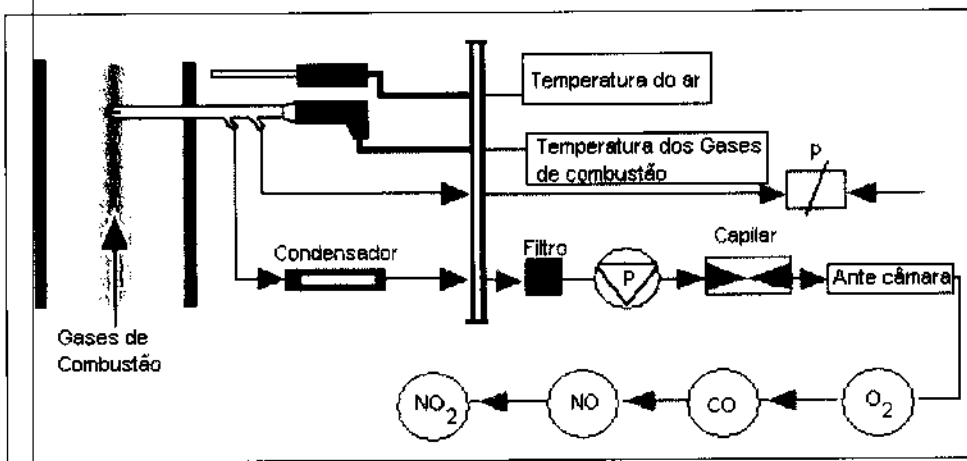 Temperatura do ar
Temperatura dos Gases
de combustão
P
Condensador
Filtro
P
Capilar
Ante câmara
Gases de
Combustão
NO2
NO
CO
O2